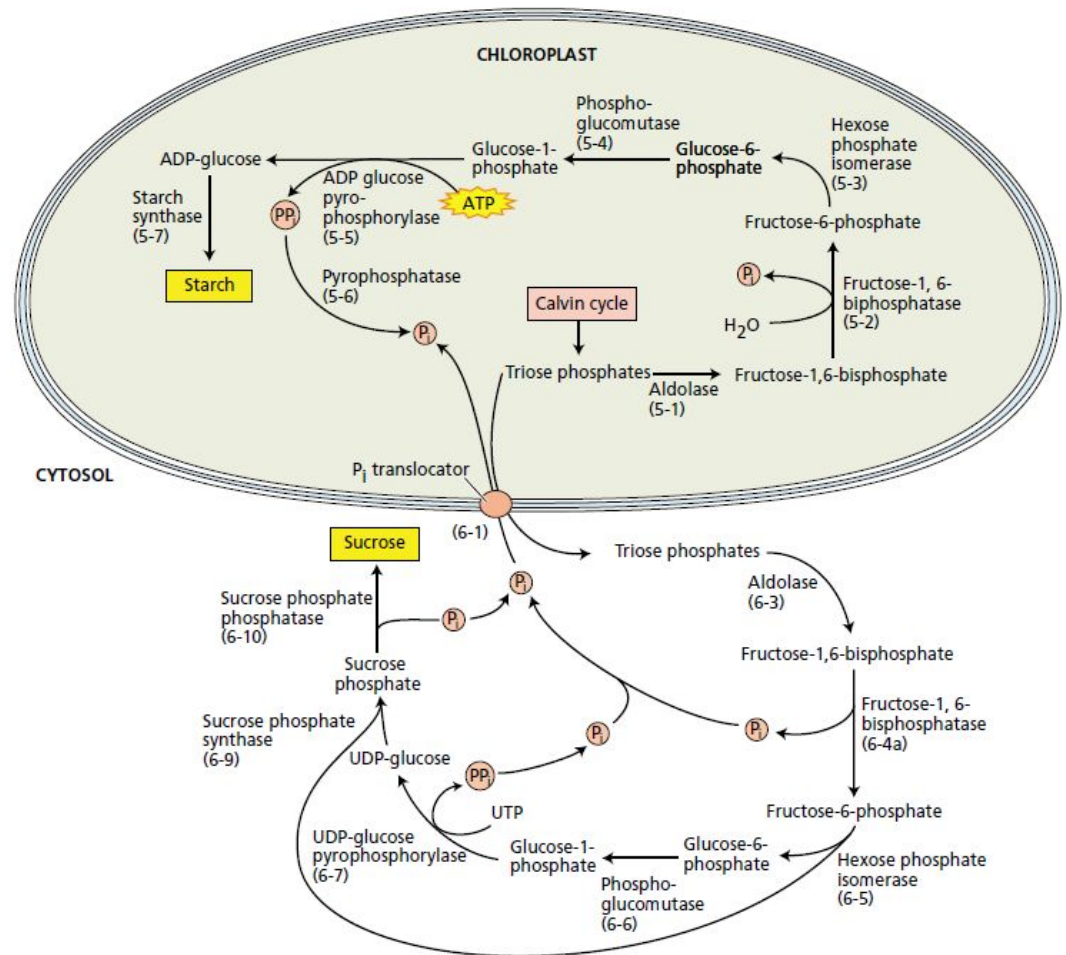 CHLOROPLAST
Phospho-
glucomutase
(5-4)
Hexose
phosphate
isomerase
(5-3)
ADP-glucose
Glucose-1-
phosphate
Glucose-6-
phosphate
Starch
synthase
(5-7)
PPi
ADP glucose
pyro-
phosphorylase
(5-5)
ATP
Fructose-6-phosphate
Starch
Pyrophosphatase
(5-6)
Pi
Calvin cycle
Pi
H2O
Fructose-1, 6-
biphosphatase
(5-2)
Triose phosphates
Aldolase
(5-1)
Fructose-1,6-bisphosphate
CYTOSOL
Pi translocator
(6-1)
Sucrose
Triose phosphates
Aldolase
(6-3)
Pi
Sucrose phosphate
phosphatase
(6-10)
Pi
Sucrose
phosphate
Fructose-1,6-bisphosphate
Fructose-1, 6-
bisphosphatase
(6-4a)
Pi
Pi
Sucrose phosphate
synthase
(6-9)
UDP-glucose
PPi
UTP
Fructose-6-phosphate
UDP-glucose
pyrophosphorylase
(6-7)
Glucose-1-
phosphate
Glucose-6-
phosphate
Hexose phosphate
isomerase
(6-5)
Phospho-
glucomutase
(6-6)